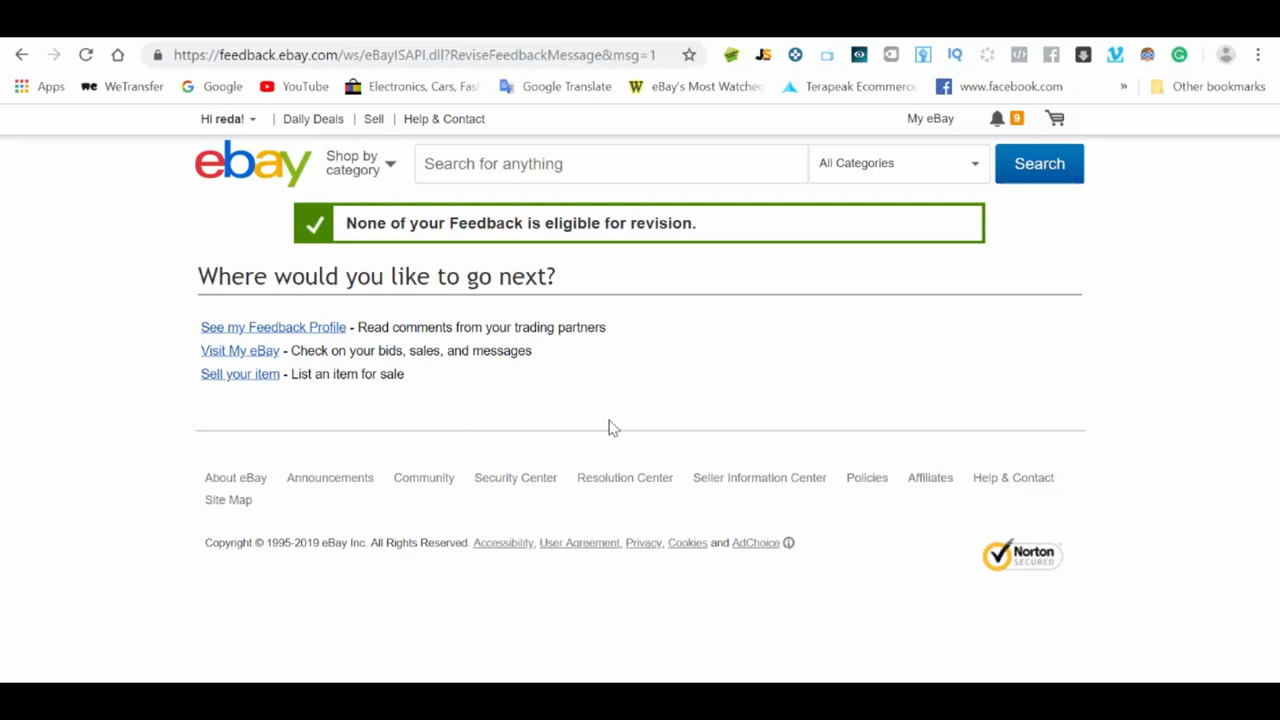 https://feedback.ebay.com/ws/eBayISAPI.dll?ReviseFeedbackMessage&msg=1 JS IQ
Apps we WeTransfer Google YouTube Electronics, Cars, Fas Google Translate W eBay's Most Watched Terapeak Ecommerce www.facebook.com » Other bookmarks
Hi reda! Daily Deals Sell Help & Contact My eBay 9
ebay Shop by category Search for anything All Categories Search
None of your Feedback is eligible for revision.
Where would you like to go next?
See my Feedback Profile - Read comments from your trading partners
Visit My eBay - Check on your bids, sales, and messages
Sell your item - List an item for sale
About eBay Announcements Community Security Center Resolution Center Seller Information Center Policies Affiliates Help & Contact
Site Map
Copyright © 1995-2019 eBay Inc. All Rights Reserved. Accessibility, User Agreement, Privacy, Cookies and AdChoice
Norton
SECURED